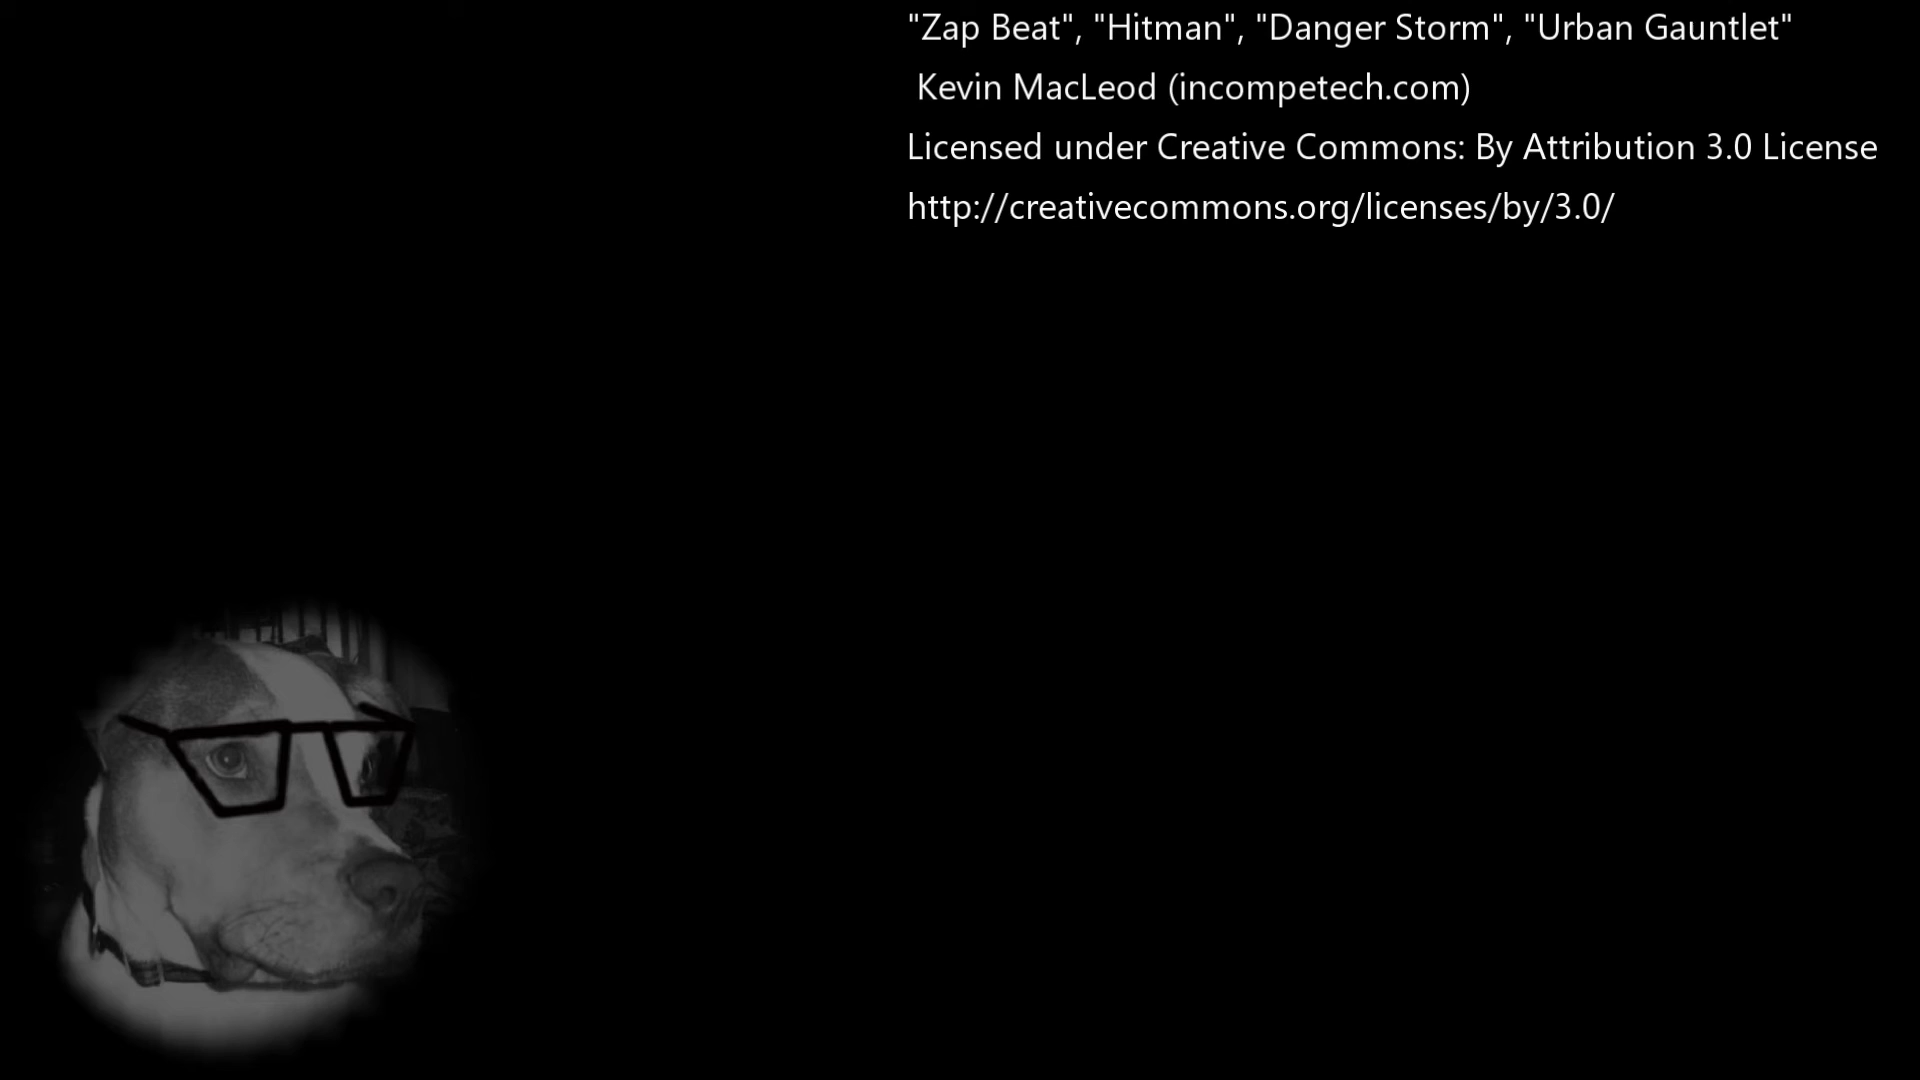 "Zap Beat", "Hitman", "Danger Storm", "Urban Gauntlet"
Kevin MacLeod (incompetech.com)
Licensed under Creative Commons: By Attribution 3.0 License
http://creativecommons.org/licenses/by/3.0/